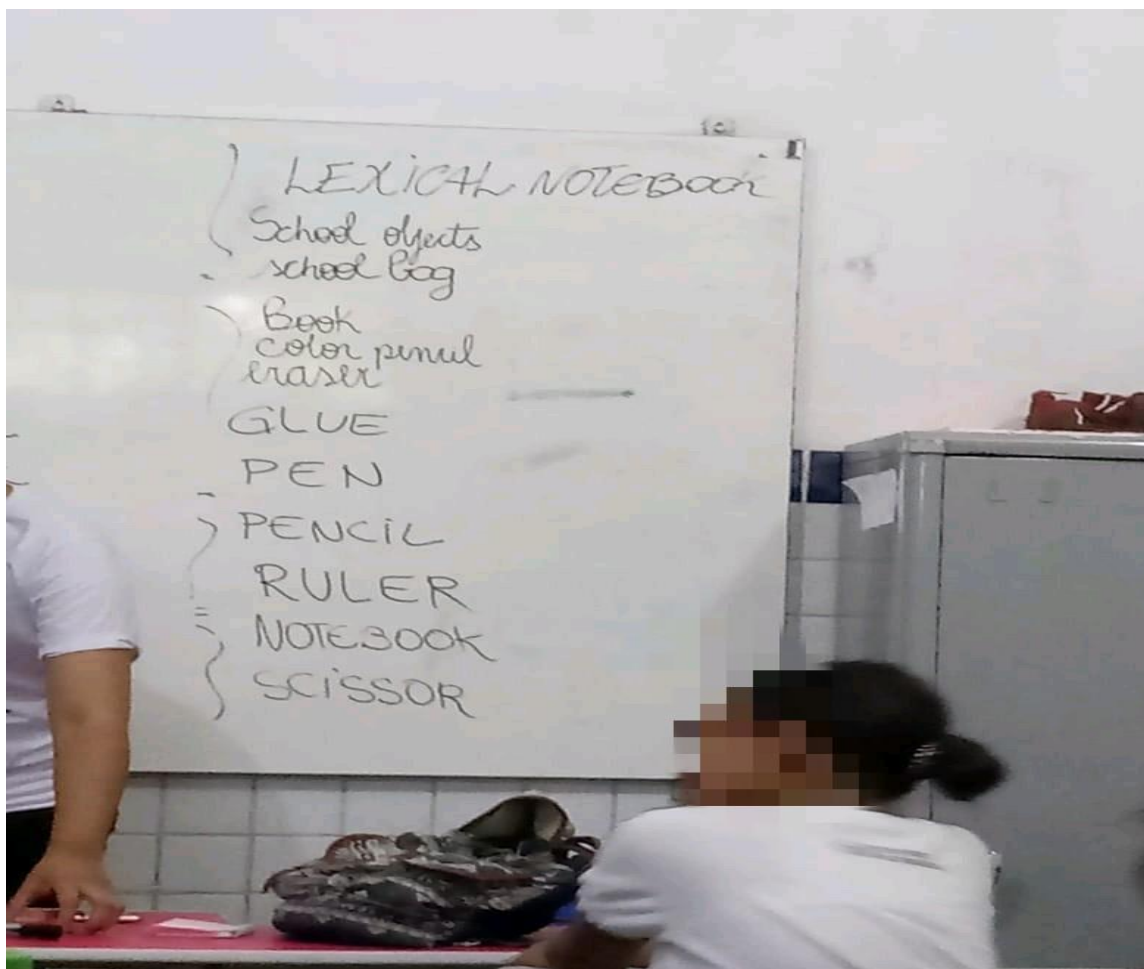 LEXiCAL NOTEBOOK
School objects
school bag
Book
color pencil
eraser
GLUE
PEN
PENCiL
RULER
NOTEBOOK
SCiSSOR